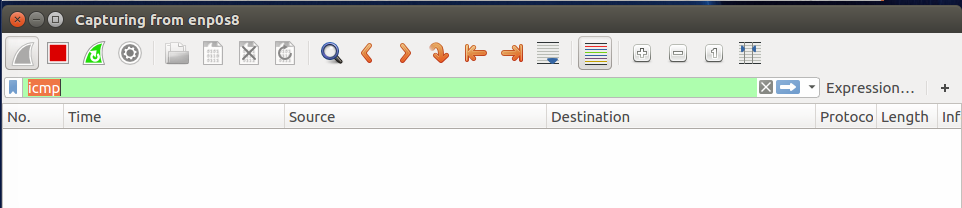 Capturing from enp0s8
icmp Expression… +
No. Time Source Destination Protoco Length Inf